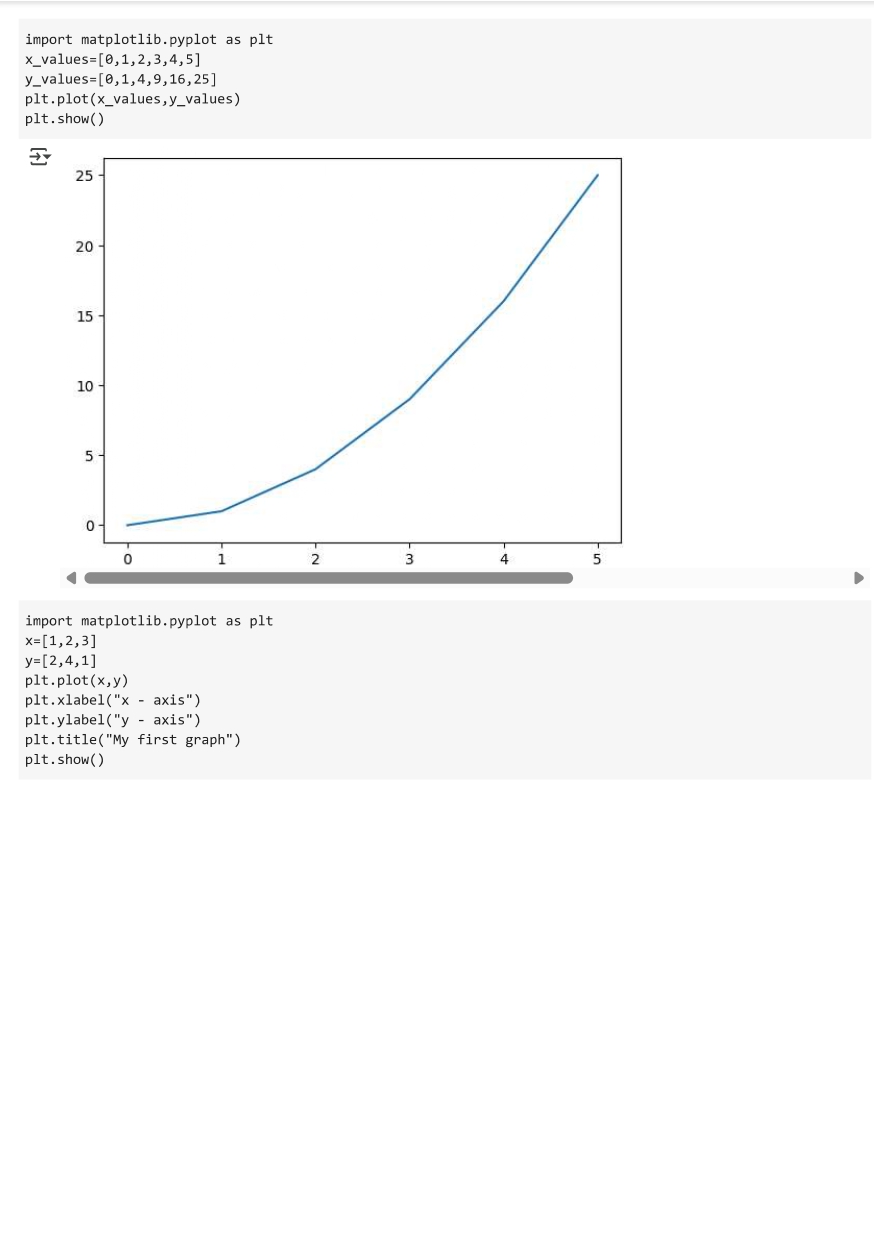 import matplotlib.pyplot as plt
x_values=[0,1,2,3,4,5]
y_values=[0,1,4,9,16,25]
plt.plot(x_values,y_values)
plt.show()
25
20
15
10
5
0
0 1 2 3 4 5
import matplotlib.pyplot as plt
x=[1,2,3]
y=[2,4,1]
plt.plot(x,y)
plt.xlabel("x - axis")
plt.ylabel("y - axis")
plt.title("My first graph")
plt.show()